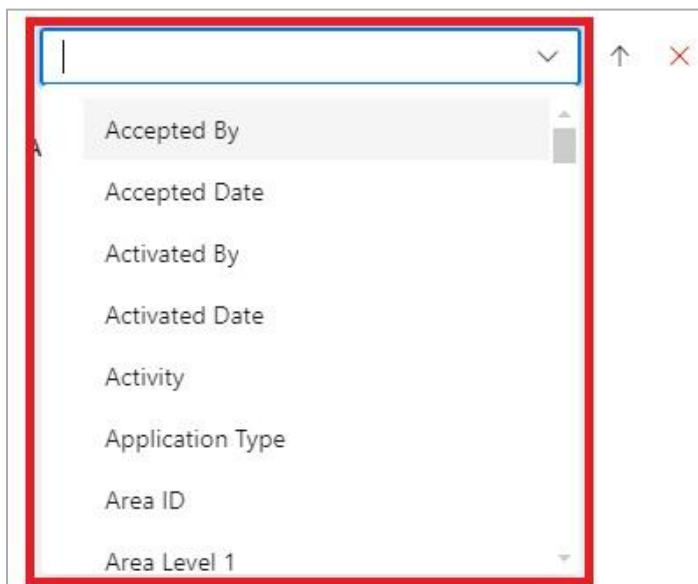 Accepted By
A
Accepted Date
Activated By
Activated Date
Activity
Application Type
Area ID
Area Level 1